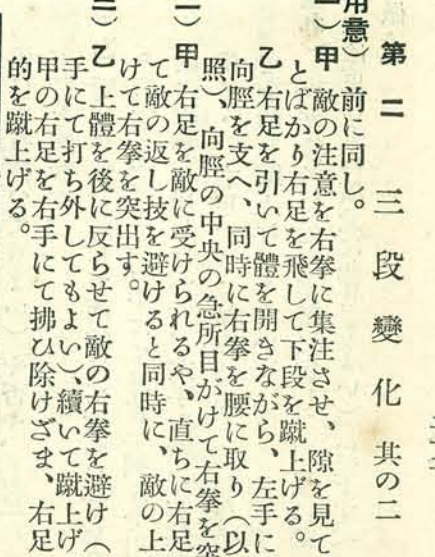 第二　三段變化　其の二
用意）前に同し。
一）甲　敵の注意を右拳に集注させ、隙を見て
とばかり右足を飛して下段を蹴上げる。
乙　右足を引いて體を開きながら、左手に
向脛を支へ、同時に右拳を腰に取り（以
照）、向脛の中央の急所目がけて右拳を突
一）甲　右足を敵に受けられるや、直ちに右足
て敵の返し技を避けると同時に、敵の上
けて右拳を突出す。
二）乙　上體を後に反らせて敵の右拳を避け（
手にて打ち外してもよい）、續いて蹴上げ
甲の右足を右手にて拂ひ除けざま、右足
的を蹴上げる。